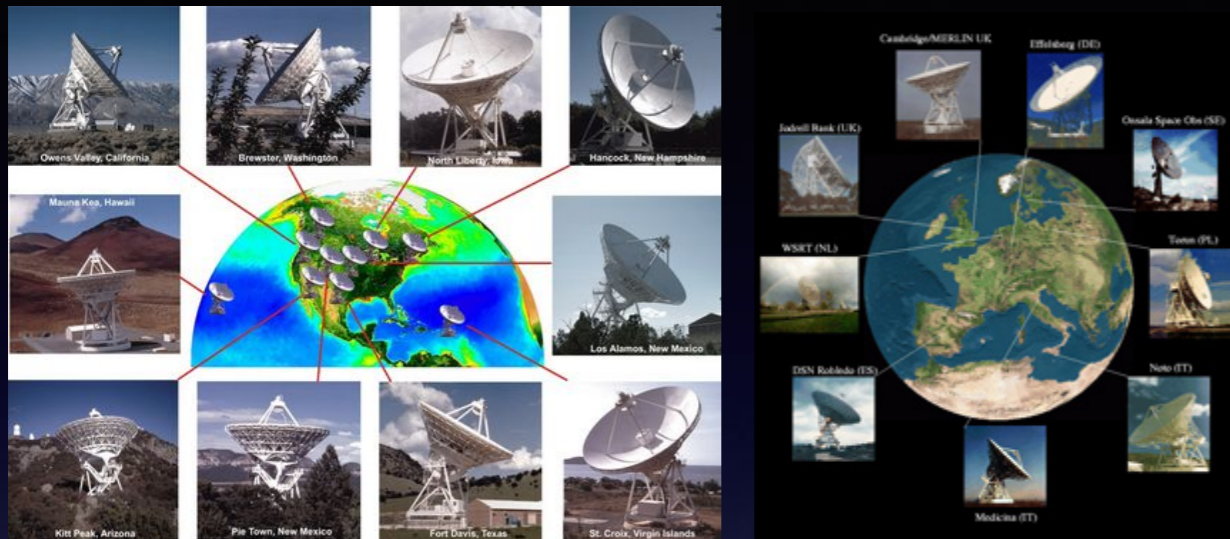 Owens Valley, California
Brewster, Washington
North Liberty, Iowa
Hancock, New Hampshire
Mauna Kea, Hawaii
Los Alamos, New Mexico
Kitt Peak, Arizona
Pie Town, New Mexico
Fort Davis, Texas
St. Croix, Virgin Islands
Cambridge/MERLIN UK
Effelsberg (DE)
Jodrell Bank (UK)
Onsala Space Obs (SE)
WSRT (NL)
Torun (PL)
DSN Robledo (ES)
Noto (IT)
Medicina (IT)